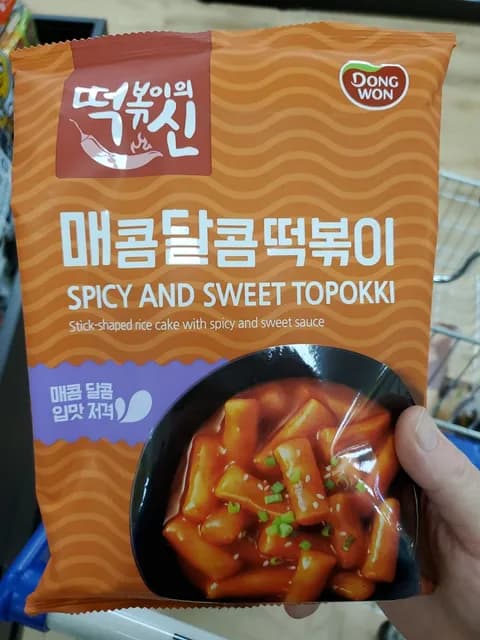 떡볶이의
신
DONG
WON
매콤달콤떡볶이
SPICY AND SWEET TOPOKKI
Stick-shaped rice cake with spicy and sweet sauce
매콤 달콤
입맛 저격